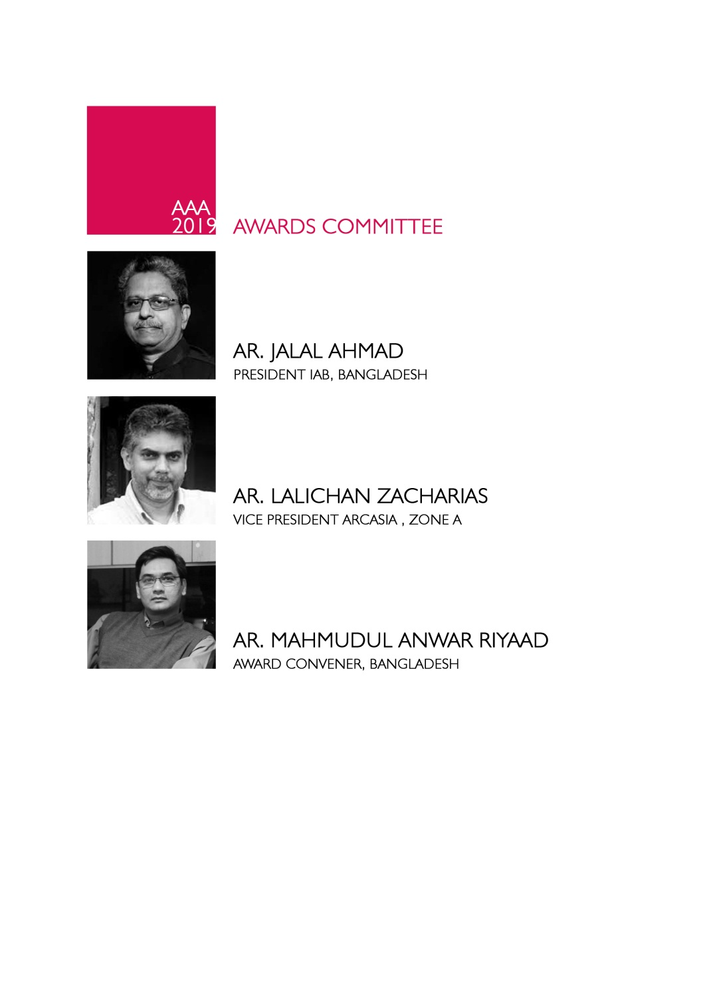 AAA
2019
AWARDS COMMITTEE
AR. JALAL AHMAD
PRESIDENT IAB, BANGLADESH
AR. LALICHAN ZACHARIAS
VICE PRESIDENT ARCASIA , ZONE A
AR. MAHMUDUL ANWAR RIYAAD
AWARD CONVENER, BANGLADESH